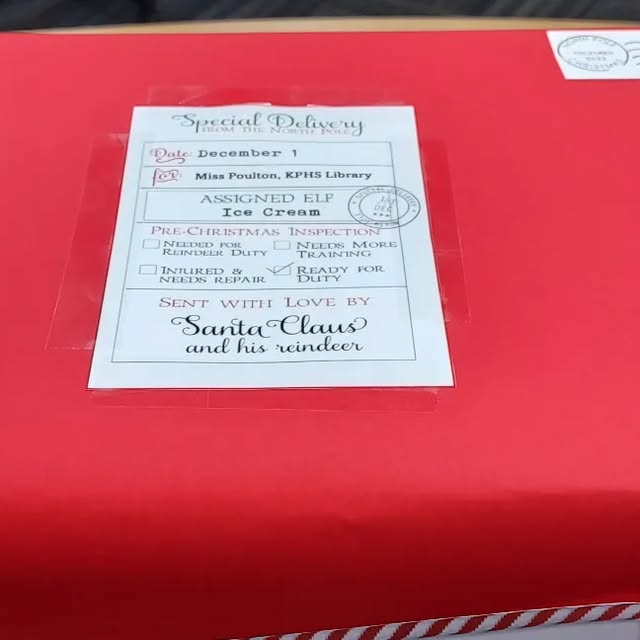 Special Delivery
FROM THE NORTH POLE
Date: December 1
for: Miss Poulton, KPHS Library
ASSIGNED ELF
Ice Cream
PRE-CHRISTMAS INSPECTION
NEEDED FOR REINDEER DUTY
NEEDS MORE TRAINING
INJURED & NEEDS REPAIR
READY FOR DUTY
SENT WITH LOVE BY
Santa Claus
and his reindeer